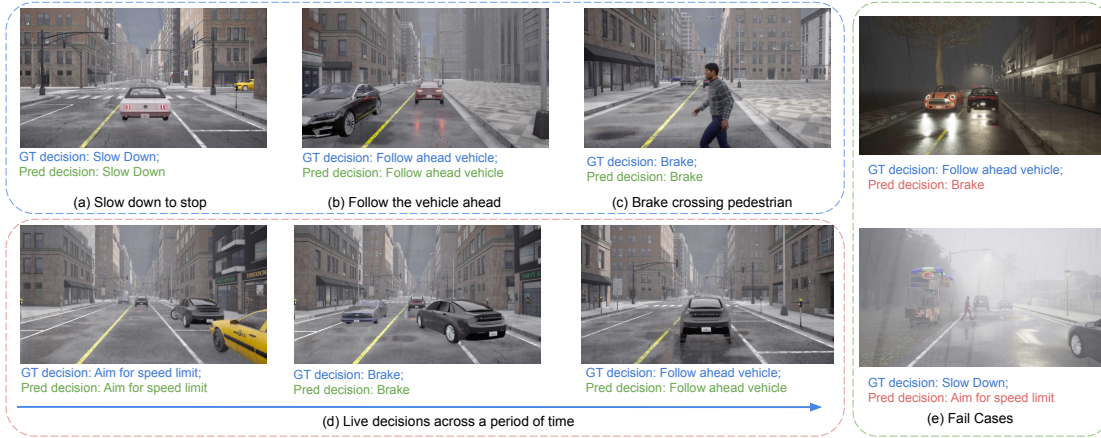 GT decision: Slow Down;
Pred decision: Slow Down
(a) Slow down to stop
GT decision: Follow ahead vehicle;
Pred decision: Follow ahead vehicle
(b) Follow the vehicle ahead
GT decision: Brake;
Pred decision: Brake
(c) Brake crossing pedestrian
GT decision: Aim for speed limit;
Pred decision: Aim for speed limit
GT decision: Brake;
Pred decision: Brake
GT decision: Follow ahead vehicle;
Pred decision: Follow ahead vehicle
(d) Live decisions across a period of time
GT decision: Follow ahead vehicle;
Pred decision: Brake
GT decision: Slow Down;
Pred decision: Aim for speed limit
(e) Fail Cases